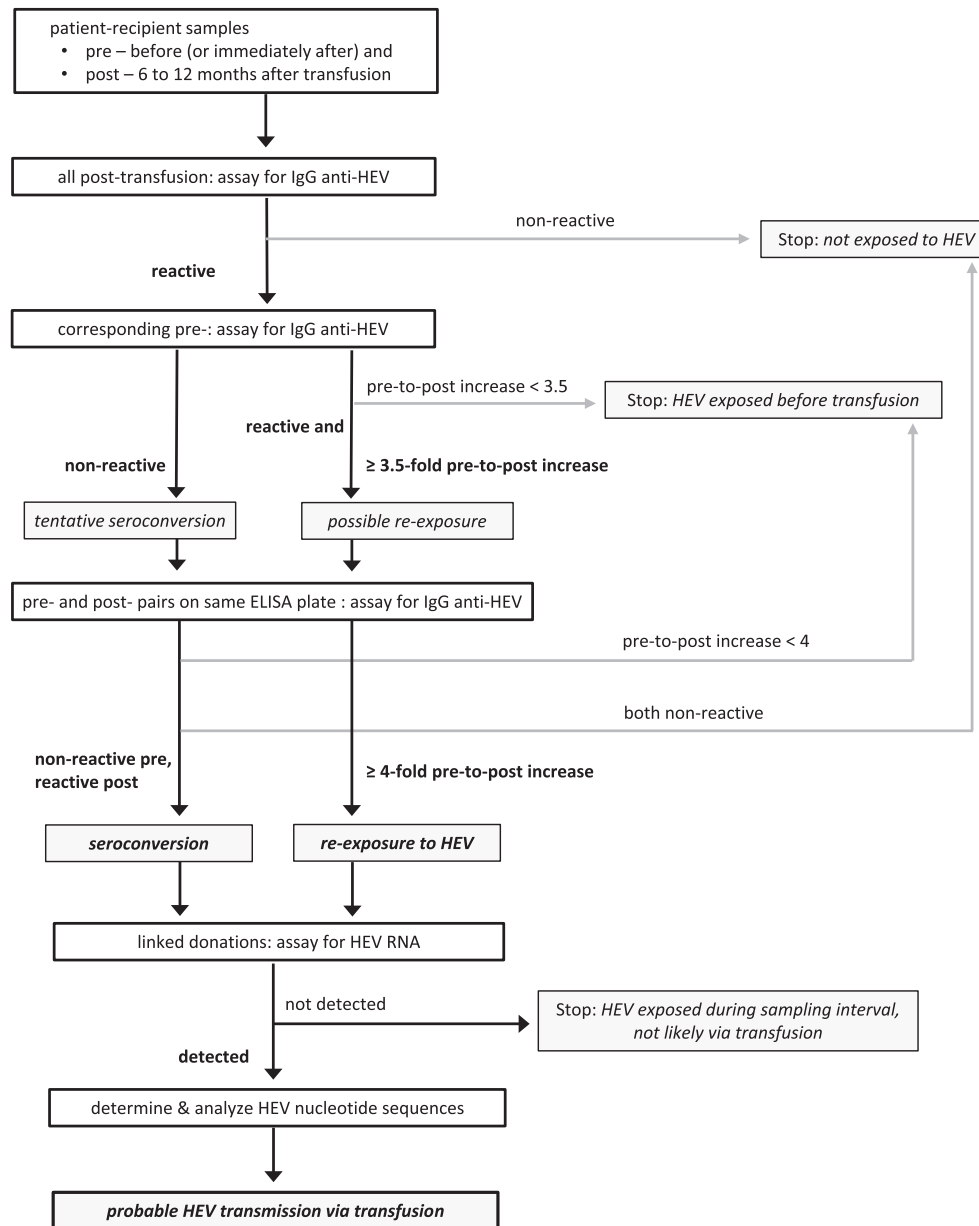 patient-recipient samples
• pre – before (or immediately after) and
• post – 6 to 12 months after transfusion
all post-transfusion: assay for IgG anti-HEV
non-reactive
Stop: not exposed to HEV
reactive
corresponding pre-: assay for IgG anti-HEV
pre-to-post increase < 3.5
Stop: HEV exposed before transfusion
reactive and
non-reactive
≥ 3.5-fold pre-to-post increase
tentative seroconversion
possible re-exposure
pre- and post- pairs on same ELISA plate : assay for IgG anti-HEV
pre-to-post increase < 4
both non-reactive
non-reactive pre,
reactive post
≥ 4-fold pre-to-post increase
seroconversion
re-exposure to HEV
linked donations: assay for HEV RNA
not detected
Stop: HEV exposed during sampling interval,
not likely via transfusion
detected
determine & analyze HEV nucleotide sequences
probable HEV transmission via transfusion